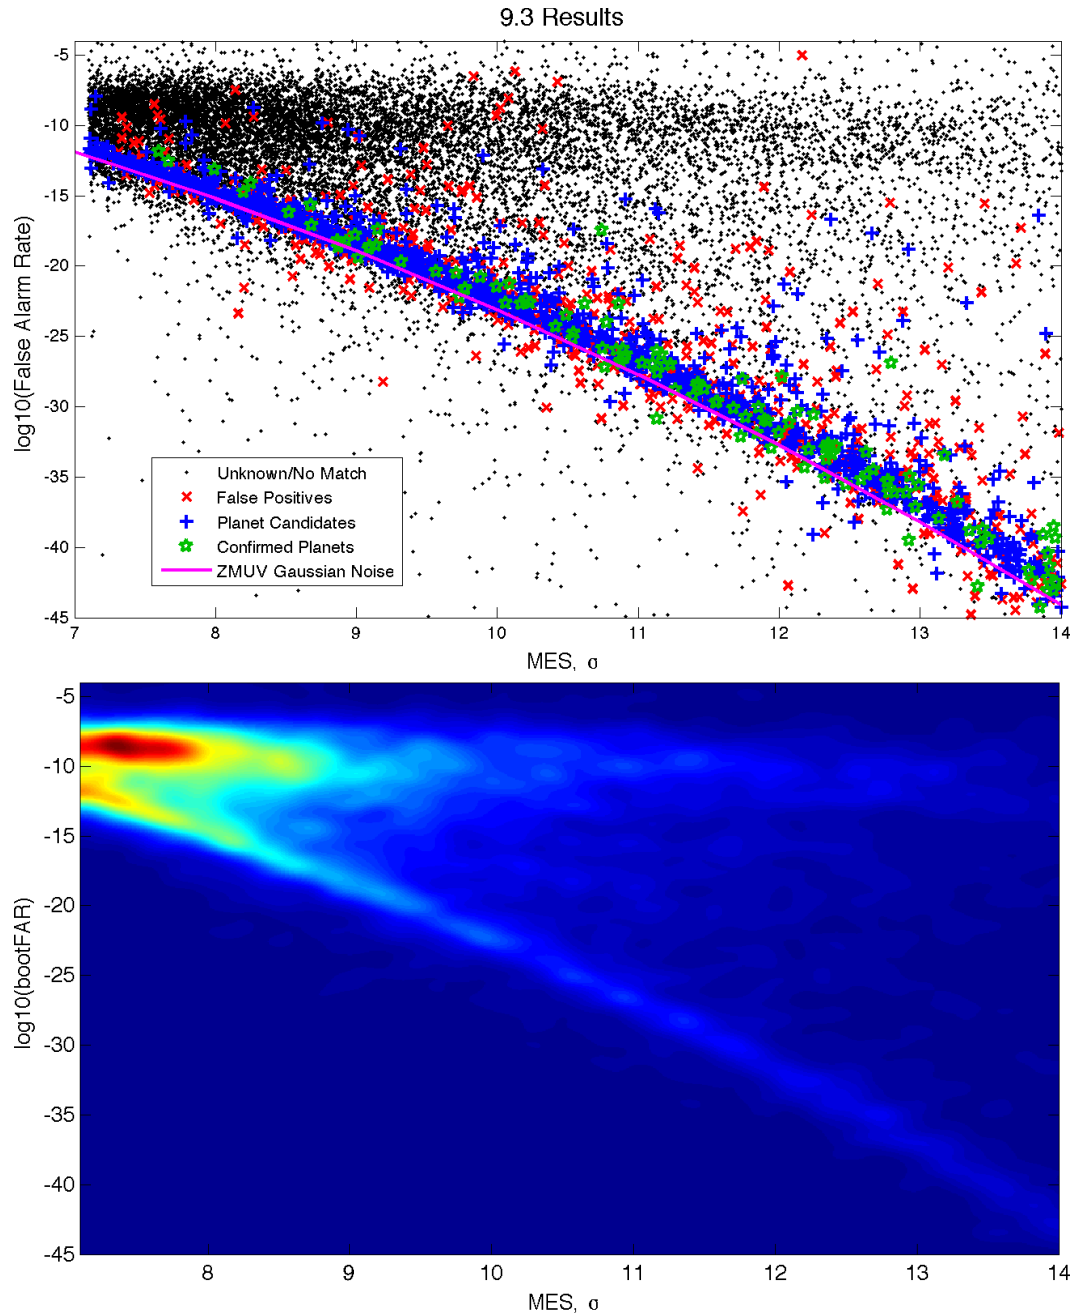 9.3 Results
-5
-10
-15
-20
-25
-30
-35
-40
-45
log10(False Alarm Rate)
Unknown/No Match
False Positives
Planet Candidates
Confirmed Planets
ZMUV Gaussian Noise
7 8 9 10 11 12 13 14
MES, σ
-5
-10
-15
-20
-25
-30
-35
-40
-45
log10(bootFAR)
8 9 10 11 12 13 14
MES, σ